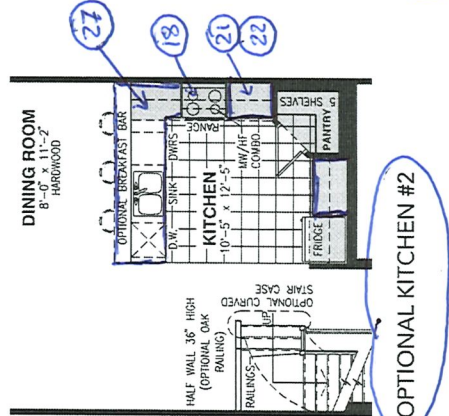 DINING ROOM
8'-0" x 11'-2"
HARDWOOD
OPTIONAL BREAKFAST BAR
27
18
21
22
D.W.
SINK
DWRS
RANGE
KITCHEN
10'-5" x 12'-5"
MW/HF
COMBO
5 SHELVES
PANTRY
FRIDGE
HALF WALL 36" HIGH
(OPTIONAL OAK
RAILING)
RAILINGS
UP
OPTIONAL CURVED
STAIR CASE
OPTIONAL KITCHEN #2